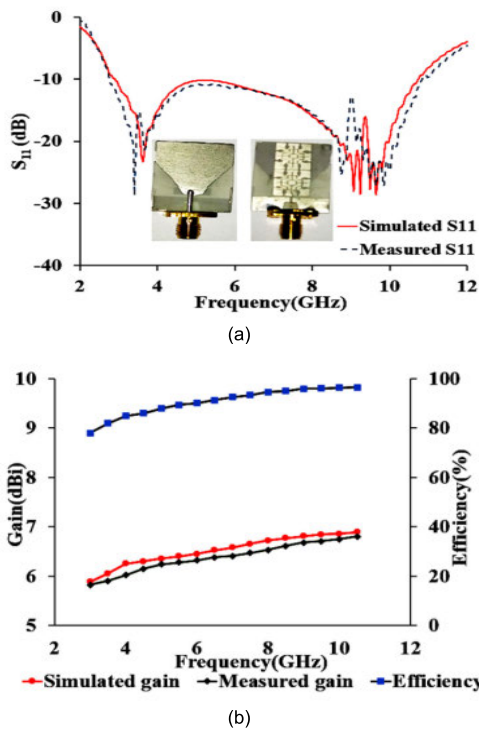 0
-10
-20
-30
-40
S11 (dB)
2 4 6 8 10 12
Simulated S11
Measured S11
Frequency(GHz)
(a)
10
9
8
7
6
5
Gain(dBi)
100
80
60
40
20
0
Efficiency(%)
2 4 6 8 10 12
Frequency(GHz)
Simulated gain Measured gain Efficiency
(b)